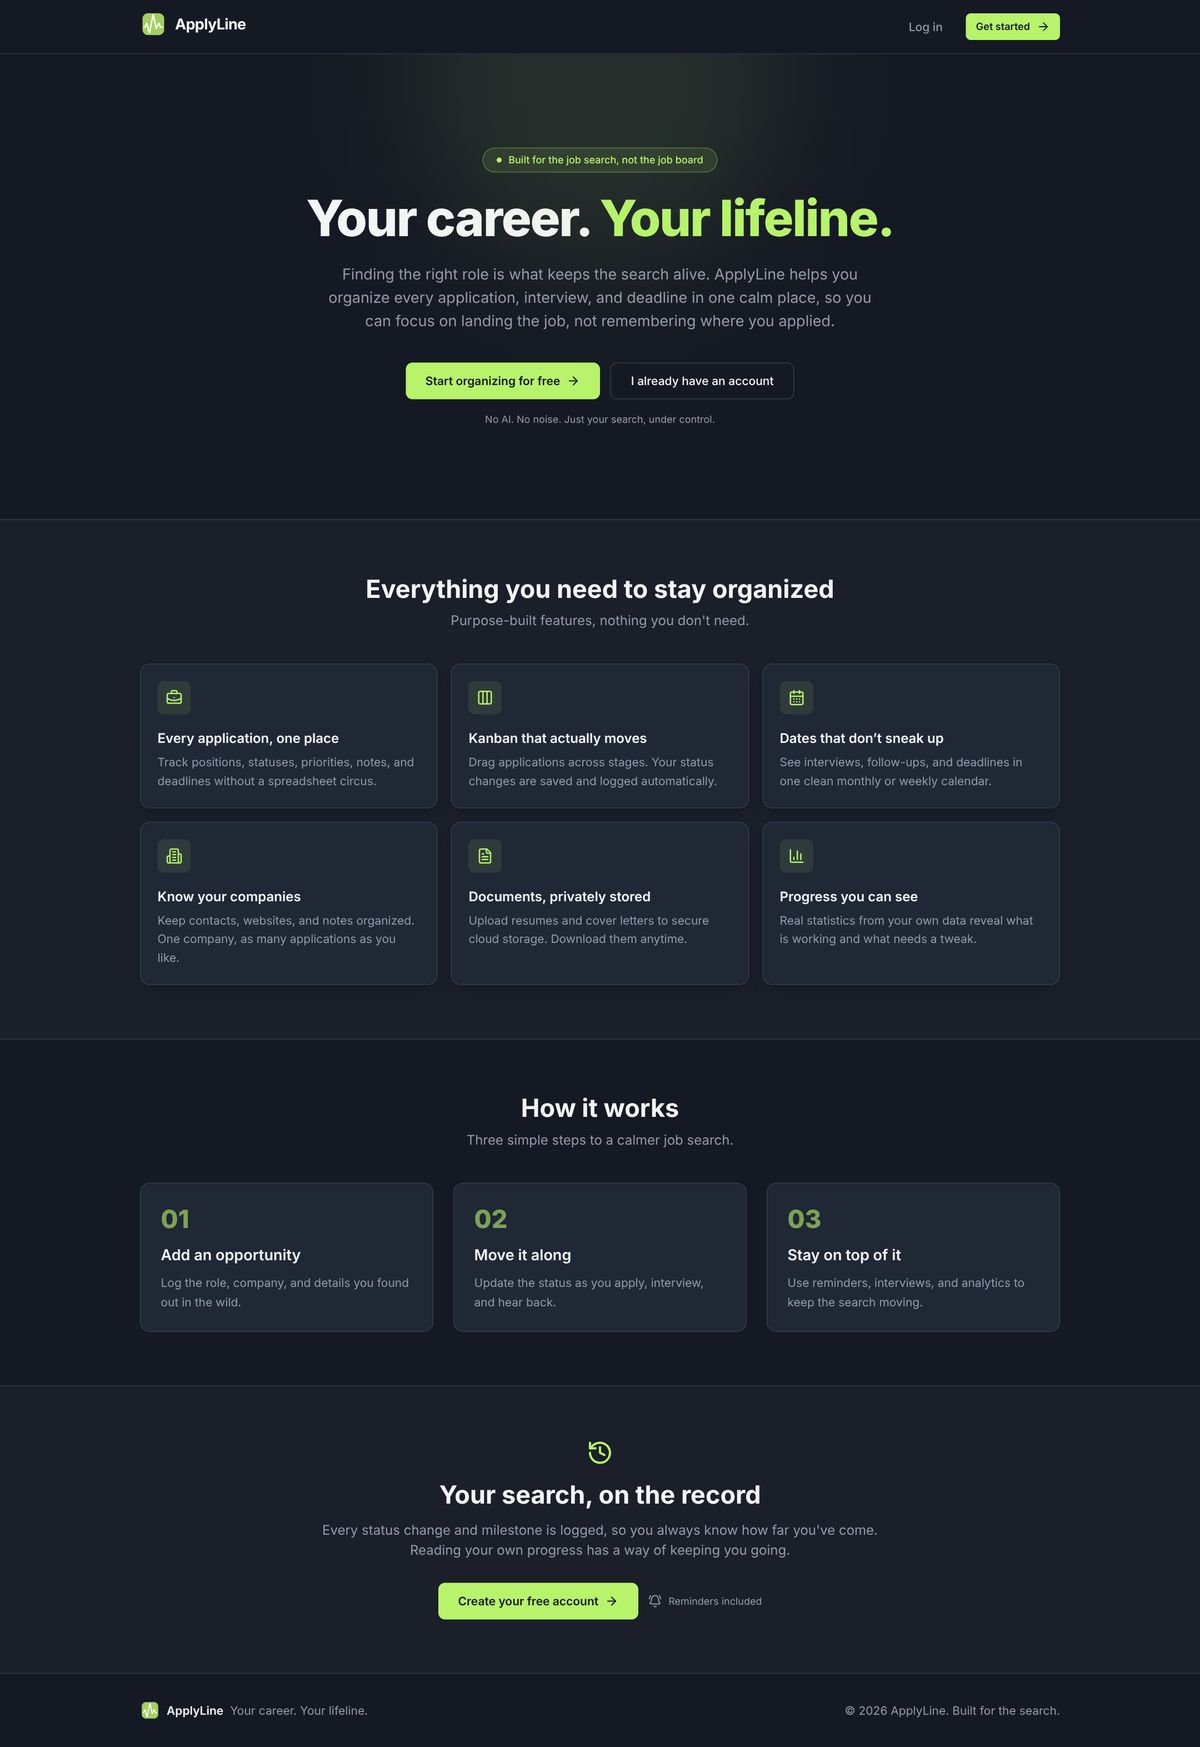 ApplyLine
Log in
Get started
Built for the job search, not the job board
Your career. Your lifeline.
Finding the right role is what keeps the search alive. ApplyLine helps you
organize every application, interview, and deadline in one calm place, so you
can focus on landing the job, not remembering where you applied.
Start organizing for free
I already have an account
No AI. No noise. Just your search, under control.
Everything you need to stay organized
Purpose-built features, nothing you don't need.
Every application, one place
Track positions, statuses, priorities, notes, and
deadlines without a spreadsheet circus.
Kanban that actually moves
Drag applications across stages. Your status
changes are saved and logged automatically.
Dates that don’t sneak up
See interviews, follow-ups, and deadlines in
one clean monthly or weekly calendar.
Know your companies
Keep contacts, websites, and notes organized.
One company, as many applications as you
like.
Documents, privately stored
Upload resumes and cover letters to secure
cloud storage. Download them anytime.
Progress you can see
Real statistics from your own data reveal what
is working and what needs a tweak.
How it works
Three simple steps to a calmer job search.
01
Add an opportunity
Log the role, company, and details you found
out in the wild.
02
Move it along
Update the status as you apply, interview,
and hear back.
03
Stay on top of it
Use reminders, interviews, and analytics to
keep the search moving.
Your search, on the record
Every status change and milestone is logged, so you always know how far you've come.
Reading your own progress has a way of keeping you going.
Create your free account
Reminders included
ApplyLine Your career. Your lifeline.
© 2026 ApplyLine. Built for the search.